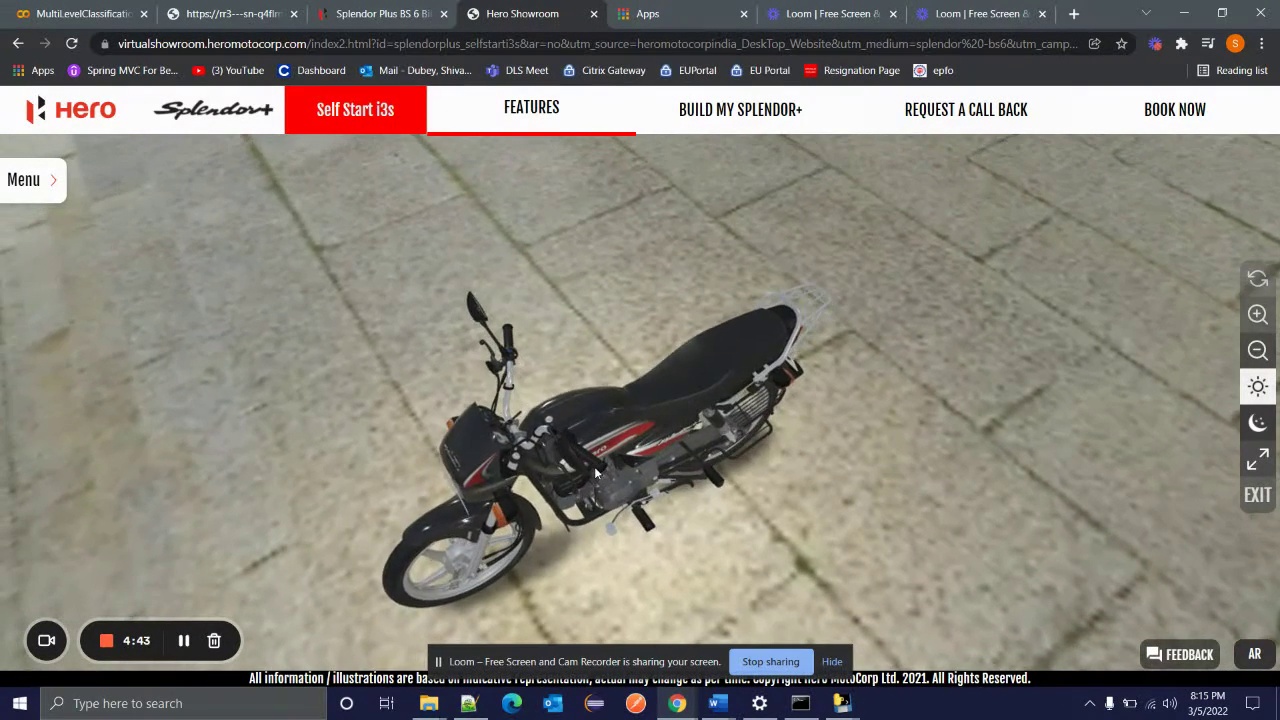 MultiLevelClassificati
https://rr3---sn-q4flrn
Splendor Plus BS 6 Bi
Hero Showroom
Apps
Loom | Free Screen &
Loom | Free Screen &
virtualshowroom.heromotocorp.com/index2.html?id=splendorplus_selfstarti3s&at=no&utm_source=heromotocorpindia_DeskTop_Website&utm_medium=splendor%20-bs6&utm_camp...
S
Apps
Spring MVC For Be...
(3) YouTube
Dashboard
Mail - Dubey, Shiva...
DLS Meet
Citrix Gateway
EUPortal
EU Portal
Resignation Page
epfo
Reading list
HERO
Splendor+
Self Start i3s
FEATURES
BUILD MY SPLENDOR+
REQUEST A CALL BACK
BOOK NOW
Menu
EXIT
4:43
Loom – Free Screen and Cam Recorder is sharing your screen.
Stop sharing
Hide
FEEDBACK
AR
All information / illustrations are based on indicative representation, actual may change as per time. Copyright Hero MotoCorp Ltd. 2021. All Rights Reserved.
Type here to search
8:15 PM
3/5/2022